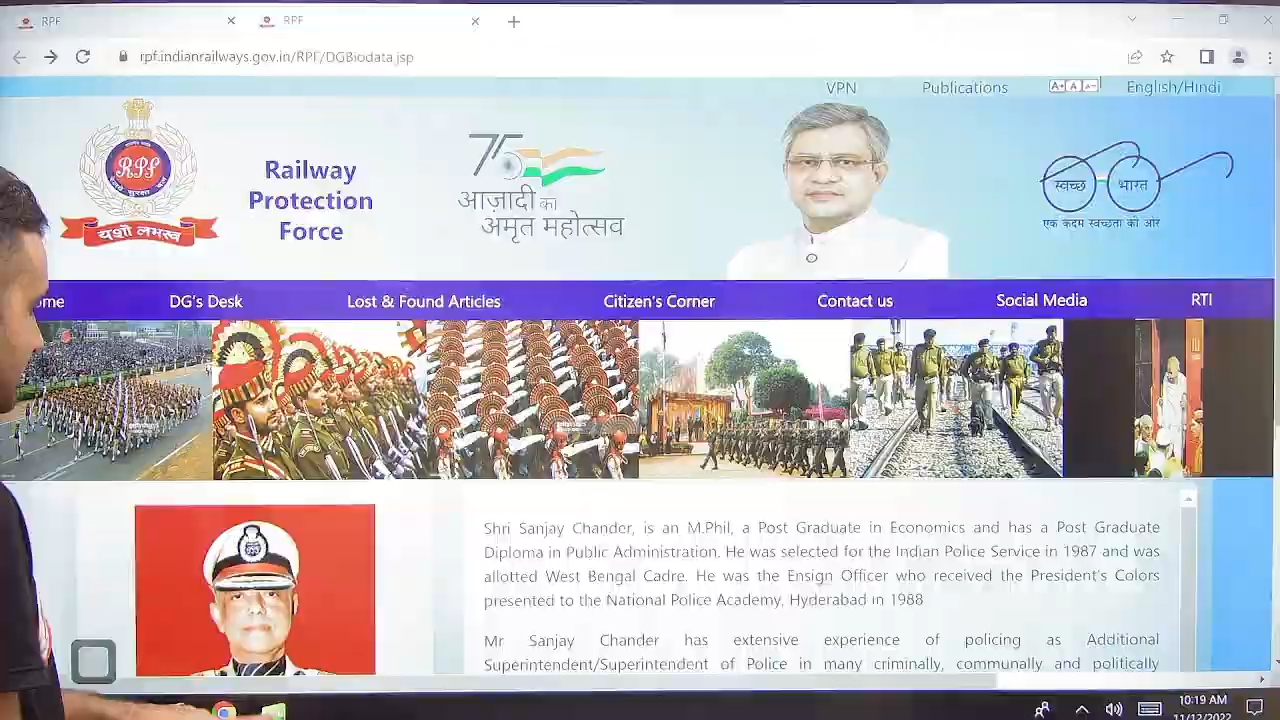 RPF
RPF
rpf.indianrailways.gov.in/RPF/DGBiodata.jsp
VPN
Publications
A+ A A-
English/Hindi
RPF
यशो लभस्व
Railway
Protection
Force
75
आज़ादी का
अमृत महोत्सव
स्वच्छ भारत
एक कदम स्वच्छता की ओर
ome
DG's Desk
Lost & Found Articles
Citizen's Corner
Contact us
Social Media
RTI
Shri Sanjay Chander, is an M.Phil, a Post Graduate in Economics and has a Post Graduate
Diploma in Public Administration. He was selected for the Indian Police Service in 1987 and was
West Bengal was the Ensign Officer who the President's Colors
presented to the National Police Academy, Hyderabad in 1988
Mr Sanjay Chander has extensive experience of policing as Additional
Superintendent/Superintendent of Police in many criminally, communally and politically
10:19 AM
11/12/2022